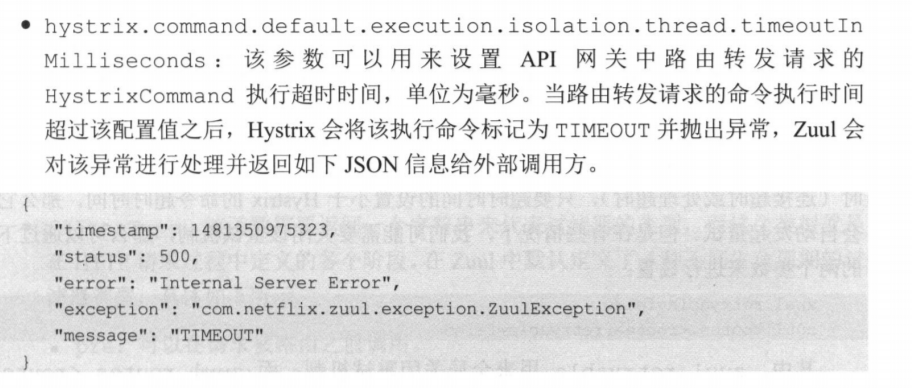 • hystrix.command.default.execution.isolation.thread.timeoutIn
Milliseconds：该参数可以用来设置 API 网关中路由转发请求的
HystrixCommand 执行超时时间，单位为毫秒。当路由转发请求的命令执行时间
超过该配置值之后，Hystrix 会将该执行命令标记为 TIMEOUT 并抛出异常，Zuul 会
对该异常进行处理并返回如下 JSON 信息给外部调用方。
{
"timestamp": 1481350975323,
"status": 500,
"error": "Internal Server Error",
"exception": "com.netflix.zuul.exception.ZuulException",
"message": "TIMEOUT"
}